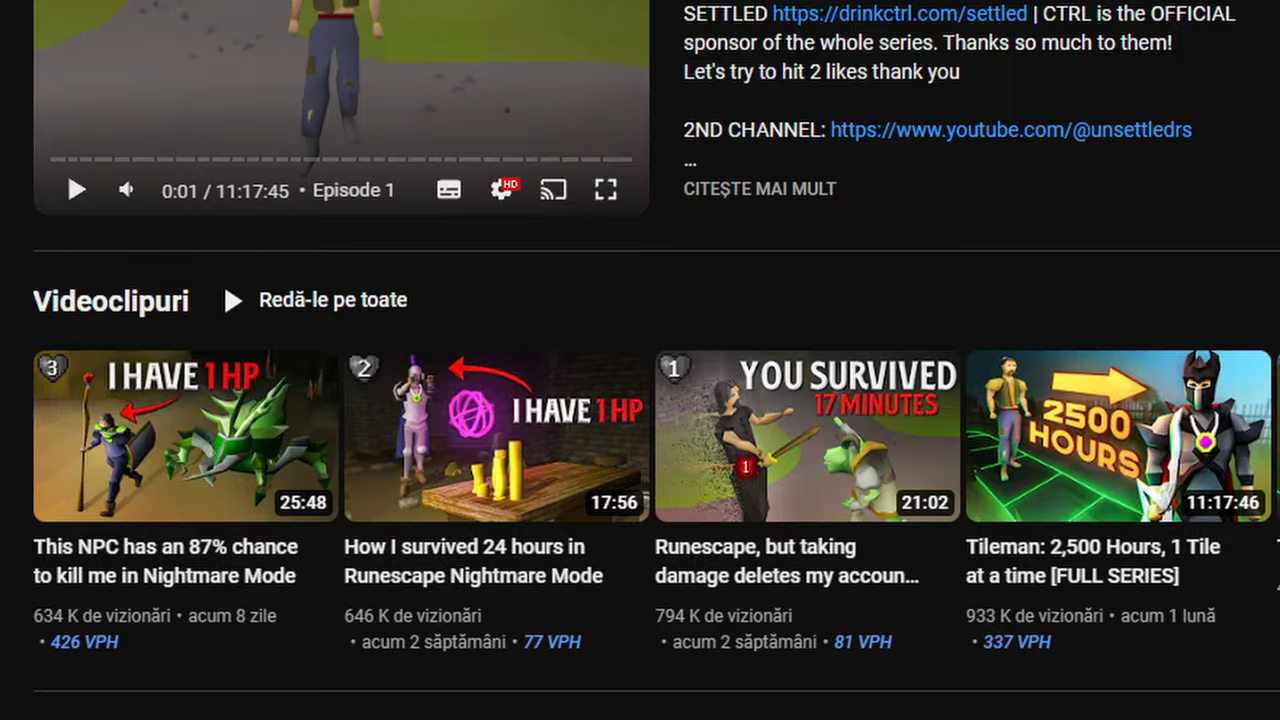 SETTLED https://drinkctrl.com/settled | CTRL is the OFFICIAL
sponsor of the whole series. Thanks so much to them!
Let's try to hit 2 likes thank you
2ND CHANNEL: https://www.youtube.com/@unsettledrs
...
CITEȘTE MAI MULT
0:01 / 11:17:45 • Episode 1
HD
Videoclipuri
Redă-le pe toate
3
I HAVE 1 HP
25:48
2
I HAVE 1 HP
17:56
1
YOU SURVIVED
17 MINUTES
1
21:02
2500
HOURS
11:17:46
This NPC has an 87% chance
to kill me in Nightmare Mode
634 K de vizionări • acum 8 zile
• 426 VPH
How I survived 24 hours in
Runescape Nightmare Mode
646 K de vizionări
• acum 2 săptămâni • 77 VPH
Runescape, but taking
damage deletes my accoun...
794 K de vizionări
• acum 2 săptămâni • 81 VPH
Tileman: 2,500 Hours, 1 Tile
at a time [FULL SERIES]
933 K de vizionări • acum 1 lună
• 337 VPH